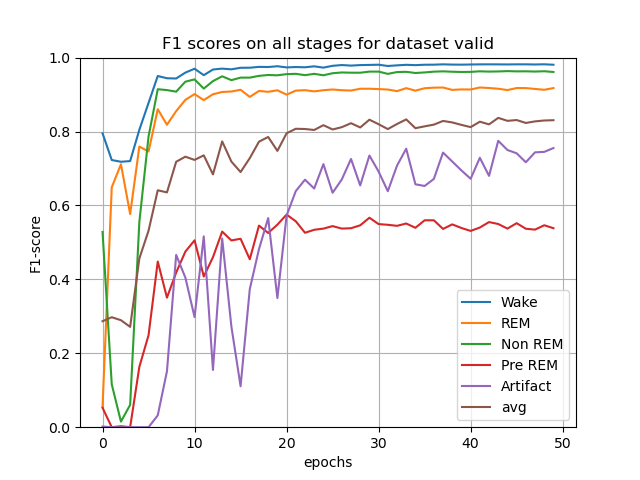 F1 scores on all stages for dataset valid
1.0
0.8
0.6
0.4
0.2
0.0
F1-score
0 10 20 30 40 50
epochs
Wake
REM
Non REM
Pre REM
Artifact
avg